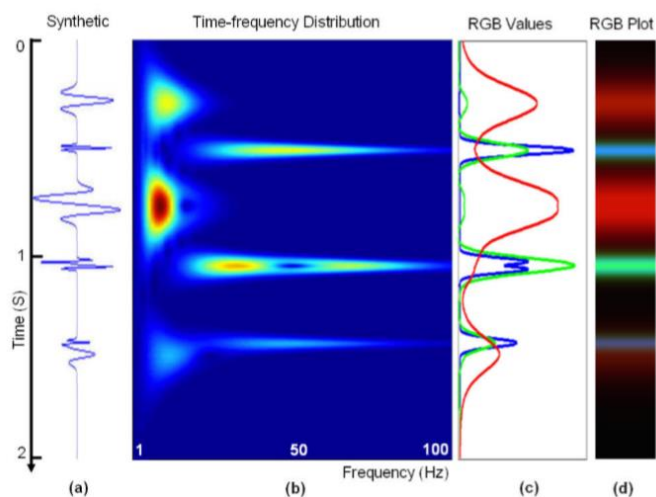 Synthetic
Time-frequency Distribution
RGB Values
RGB Plot
0
1
2
Time (S)
1
50
100
Frequency (Hz)
(a)
(b)
(c)
(d)